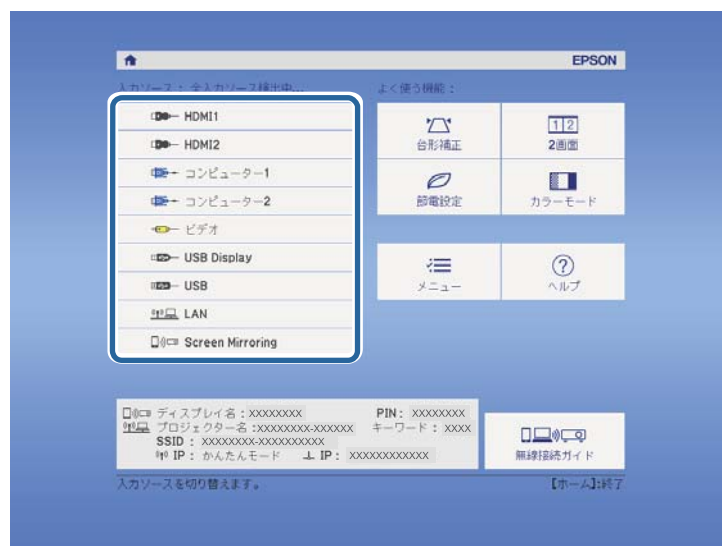 EPSON
入力ソース： 全入力ソース検出中...
HDMI1
HDMI2
コンピューター1
コンピューター2
ビデオ
USB Display
USB
LAN
Screen Mirroring
よく使う機能：
台形補正
1 2
2画面
節電設定
カラーモード
メニュー
?
ヘルプ
ディスプレイ名：XXXXXXXX PIN： XXXXXXXX
プロジェクター名：XXXXXXXX-XXXXXX キーワード： XXXX
SSID： XXXXXXXX-XXXXXXXXXX
IP： かんたんモード IP： XXXXXXXXXXXX
無線接続ガイド
入力ソースを切り替えます。 【ホーム】:終了